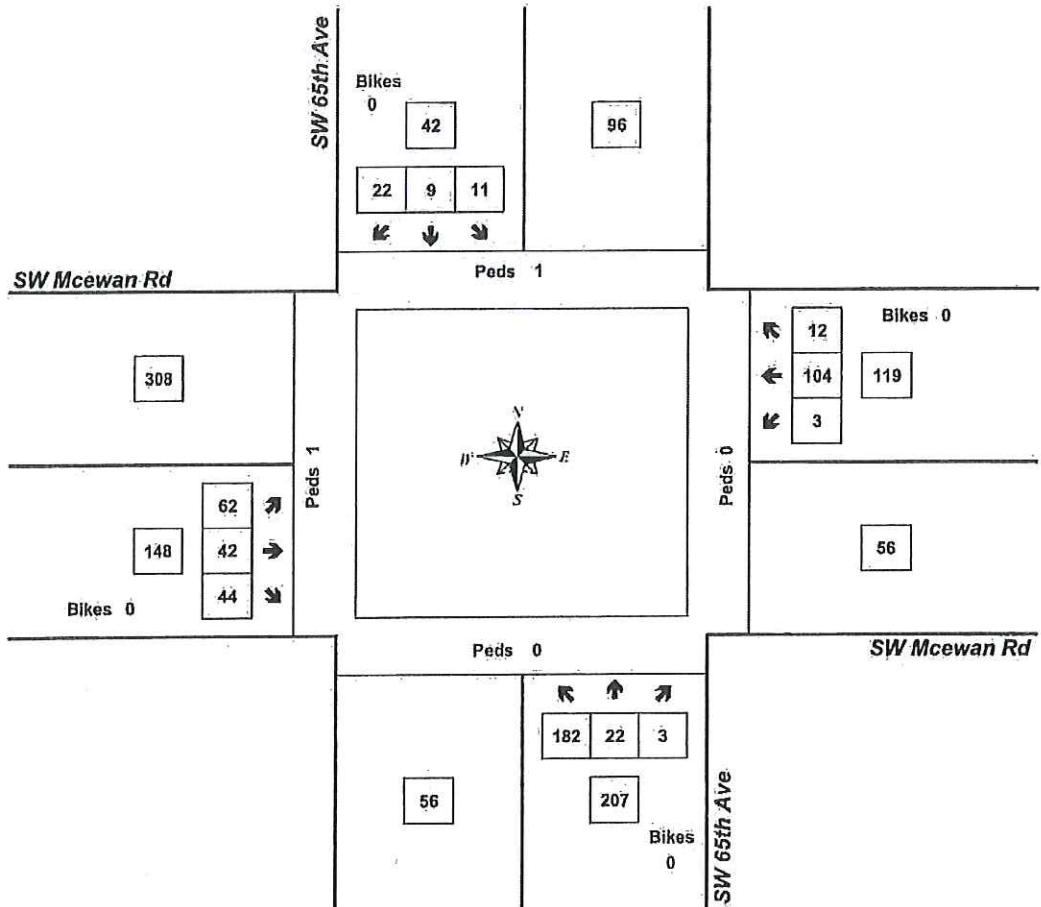 SW 65th Ave
Bikes
0
42
96
22 9 11
Peds 1
SW Mcewan Rd
12
Bikes 0
308
104
119
3
N
W E
S
Peds 1
Peds 0
62
148
42
56
44
Bikes 0
Peds 0
SW Mcewan Rd
182 22 3
56
207
Bikes
0
SW 65th Ave